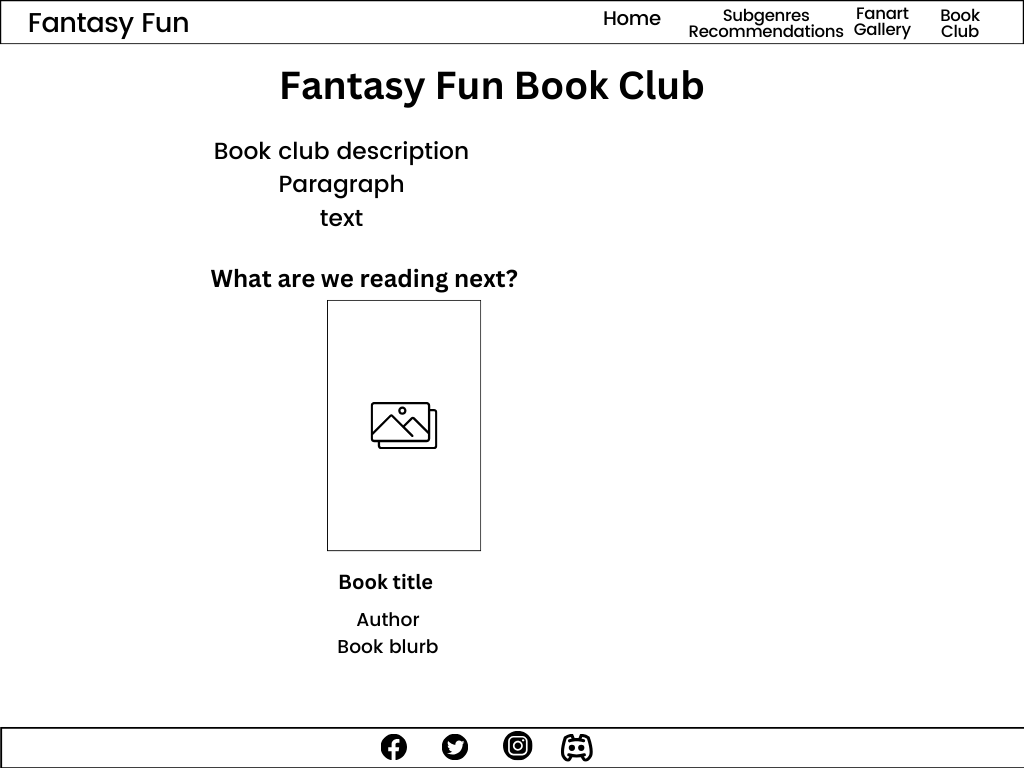 Fantasy Fun
Home
Subgenres
Recommendations
Fanart
Gallery
Book
Club
Fantasy Fun Book Club
Book club description
Paragraph
text
What are we reading next?
Book title
Author
Book blurb